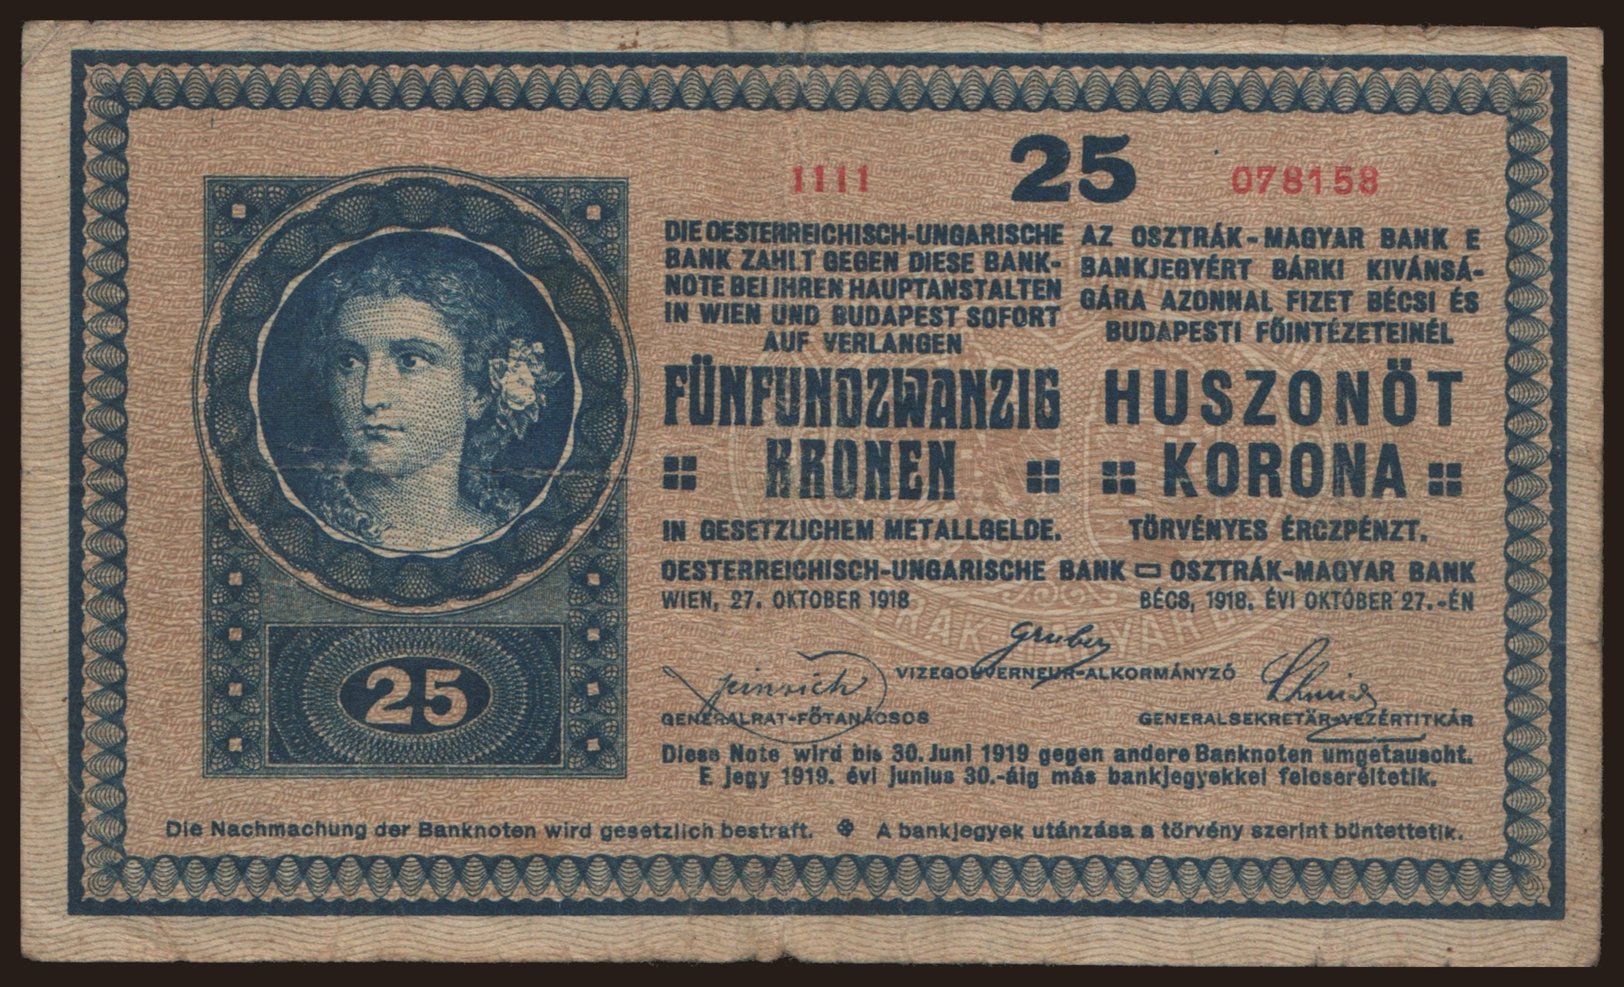 1111 25 078158
DIE OESTERREICHISCH-UNGARISCHE
BANK ZAHLT GEGEN DIESE BANK-
NOTE BEI IHREN HAUPTANSTALTEN
IN WIEN UND BUDAPEST SOFORT
AUF VERLANGEN
FÜNFUNDZWANZIG
KRONEN
IN GESETZLICHEM METALLGELDE.
AZ OSZTRÁK-MAGYAR BANK E
BANKJEGYÉRT BÁRKI KIVÁNSÁ-
GÁRA AZONNAL FIZET BÉCSI ÉS
BUDAPESTI FŐINTÉZETEINÉL
HUSZONÖT
KORONA
TÖRVÉNYES ÉRCZPÉNZT.
OESTERREICHISCH-UNGARISCHE BANK OSZTRÁK-MAGYAR BANK
WIEN, 27. OKTOBER 1918 BÉCS, 1918. ÉVI OKTÓBER 27.-ÉN
Gruber
VIZEGOUVERNEUR-ALKORMÁNYZÓ
25
GENERALRAT-FŐTANÁCSOS GENERALSEKRETÄR-VEZÉRTITKÁR
Diese Note wird bis 30. Juni 1919 gegen andere Banknoten umgetauscht.
E jegy 1919. évi junius 30.-áig más bankjegyekkel felcseréltetik.
Die Nachmachung der Banknoten wird gesetzlich bestraft. A bankjegyek utánzása a törvény szerint büntettetik.